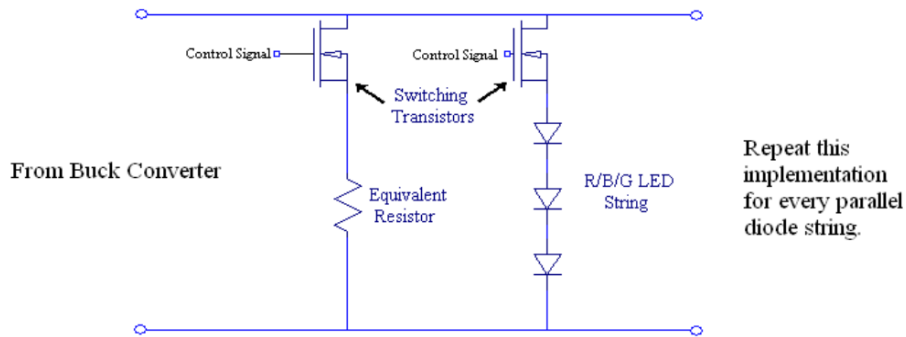 Control Signal
Control Signal
Switching
Transistors
From Buck Converter
Equivalent
Resistor
R/B/G LED
String
Repeat this
implementation
for every parallel
diode string.